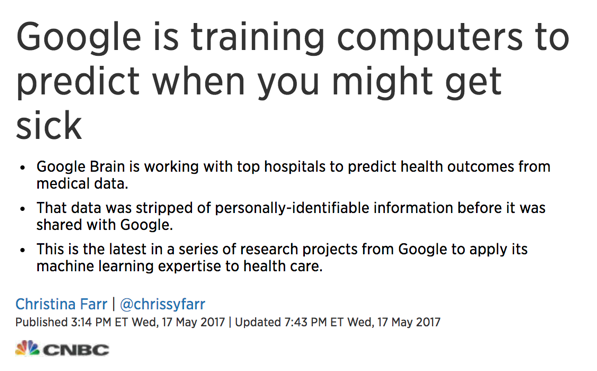 Google is training computers to
predict when you might get
sick
• Google Brain is working with top hospitals to predict health outcomes from
medical data.
• That data was stripped of personally-identifiable information before it was
shared with Google.
• This is the latest in a series of research projects from Google to apply its
machine learning expertise to health care.
Christina Farr | @chrissyfarr
Published 3:14 PM ET Wed, 17 May 2017 | Updated 7:43 PM ET Wed, 17 May 2017
CNBC